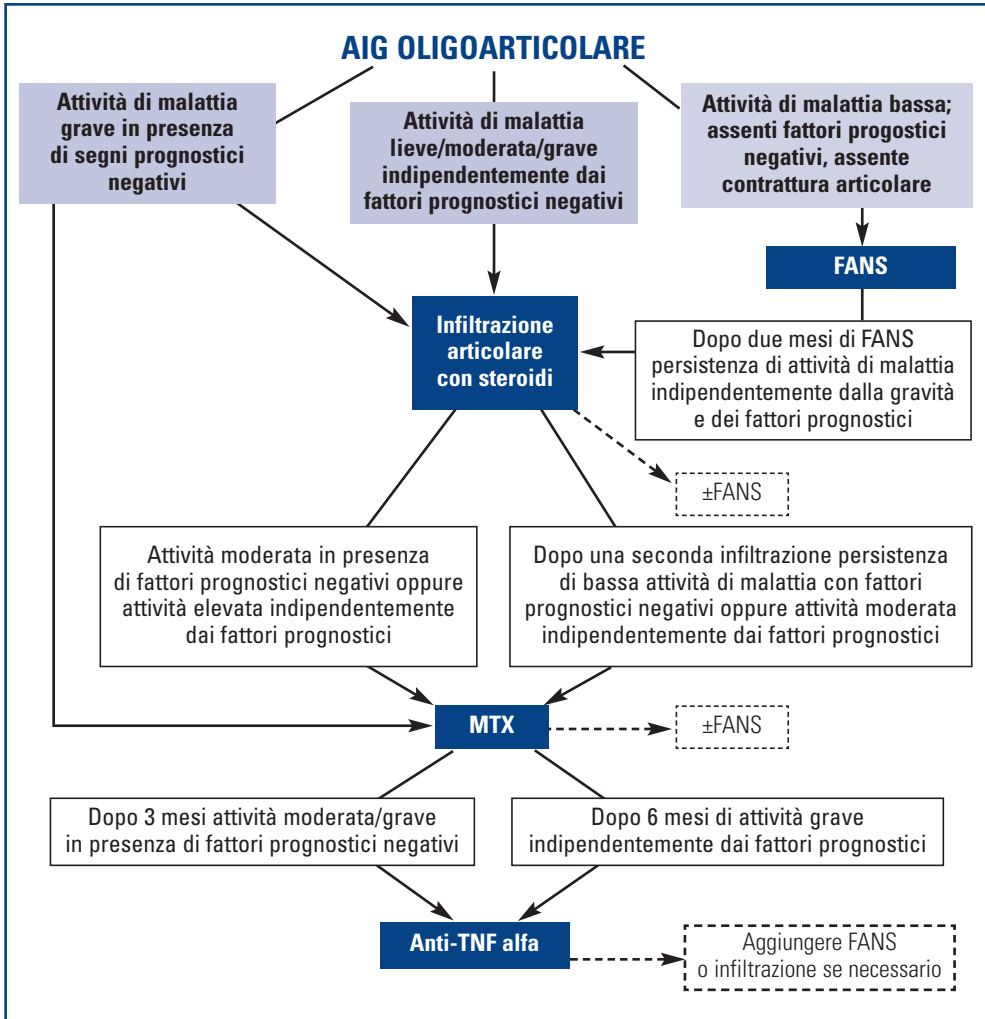 AIG OLIGOARTICOLARE
Attività di malattia
grave in presenza
di segni prognostici
negativi
Attività di malattia
lieve/moderata/grave
indipendentemente dai
fattori prognostici negativi
Attività di malattia bassa;
assenti fattori progostici
negativi, assente
contrattura articolare
FANS
Infiltrazione
articolare
con steroidi
Dopo due mesi di FANS
persistenza di attività di malattia
indipendentemente dalla gravità
e dei fattori prognostici
±FANS
Attività moderata in presenza
di fattori prognostici negativi oppure
attività elevata indipendentemente
dai fattori prognostici
Dopo una seconda infiltrazione persistenza
di bassa attività di malattia con fattori
prognostici negativi oppure attività moderata
indipendentemente dai fattori prognostici
MTX
±FANS
Dopo 3 mesi attività moderata/grave
in presenza di fattori prognostici negativi
Dopo 6 mesi di attività grave
indipendentemente dai fattori prognostici
Anti-TNF alfa
Aggiungere FANS
o infiltrazione se necessario